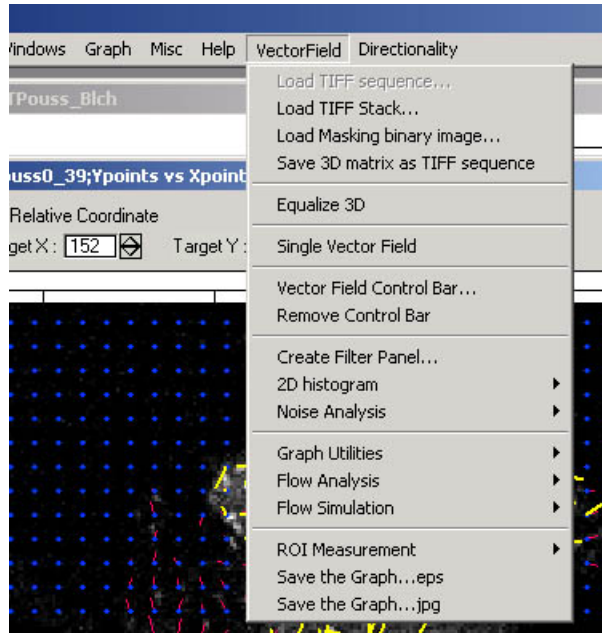 Windows Graph Misc Help VectorField Directionality
Load TIFF sequence...
TPouss_Blch
Load TIFF Stack...
Load Masking binary image...
Save 3D matrix as TIFF sequence
ouss0_39;Ypoints vs Xpoint
Equalize 3D
Relative Coordinate
get X : 152 Target Y :
Single Vector Field
Vector Field Control Bar...
Remove Control Bar
Create Filter Panel...
2D histogram
Noise Analysis
Graph Utilities
Flow Analysis
Flow Simulation
ROI Measurement
Save the Graph...eps
Save the Graph...jpg